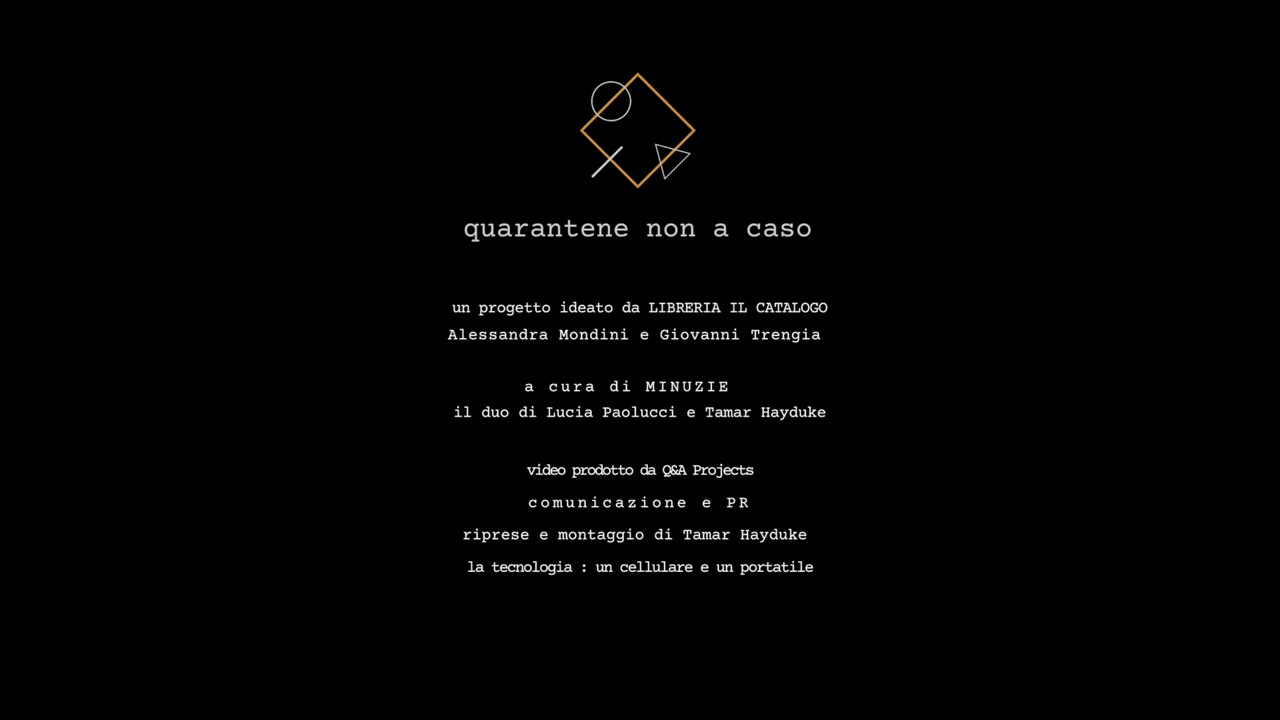 quarantene non a caso
un progetto ideato da LIBRERIA IL CATALOGO
Alessandra Mondini e Giovanni Trengia
a cura di MINUZIE
il duo di Lucia Paolucci e Tamar Hayduke
video prodotto da Q&A Projects
comunicazione e PR
riprese e montaggio di Tamar Hayduke
la tecnologia : un cellulare e un portatile